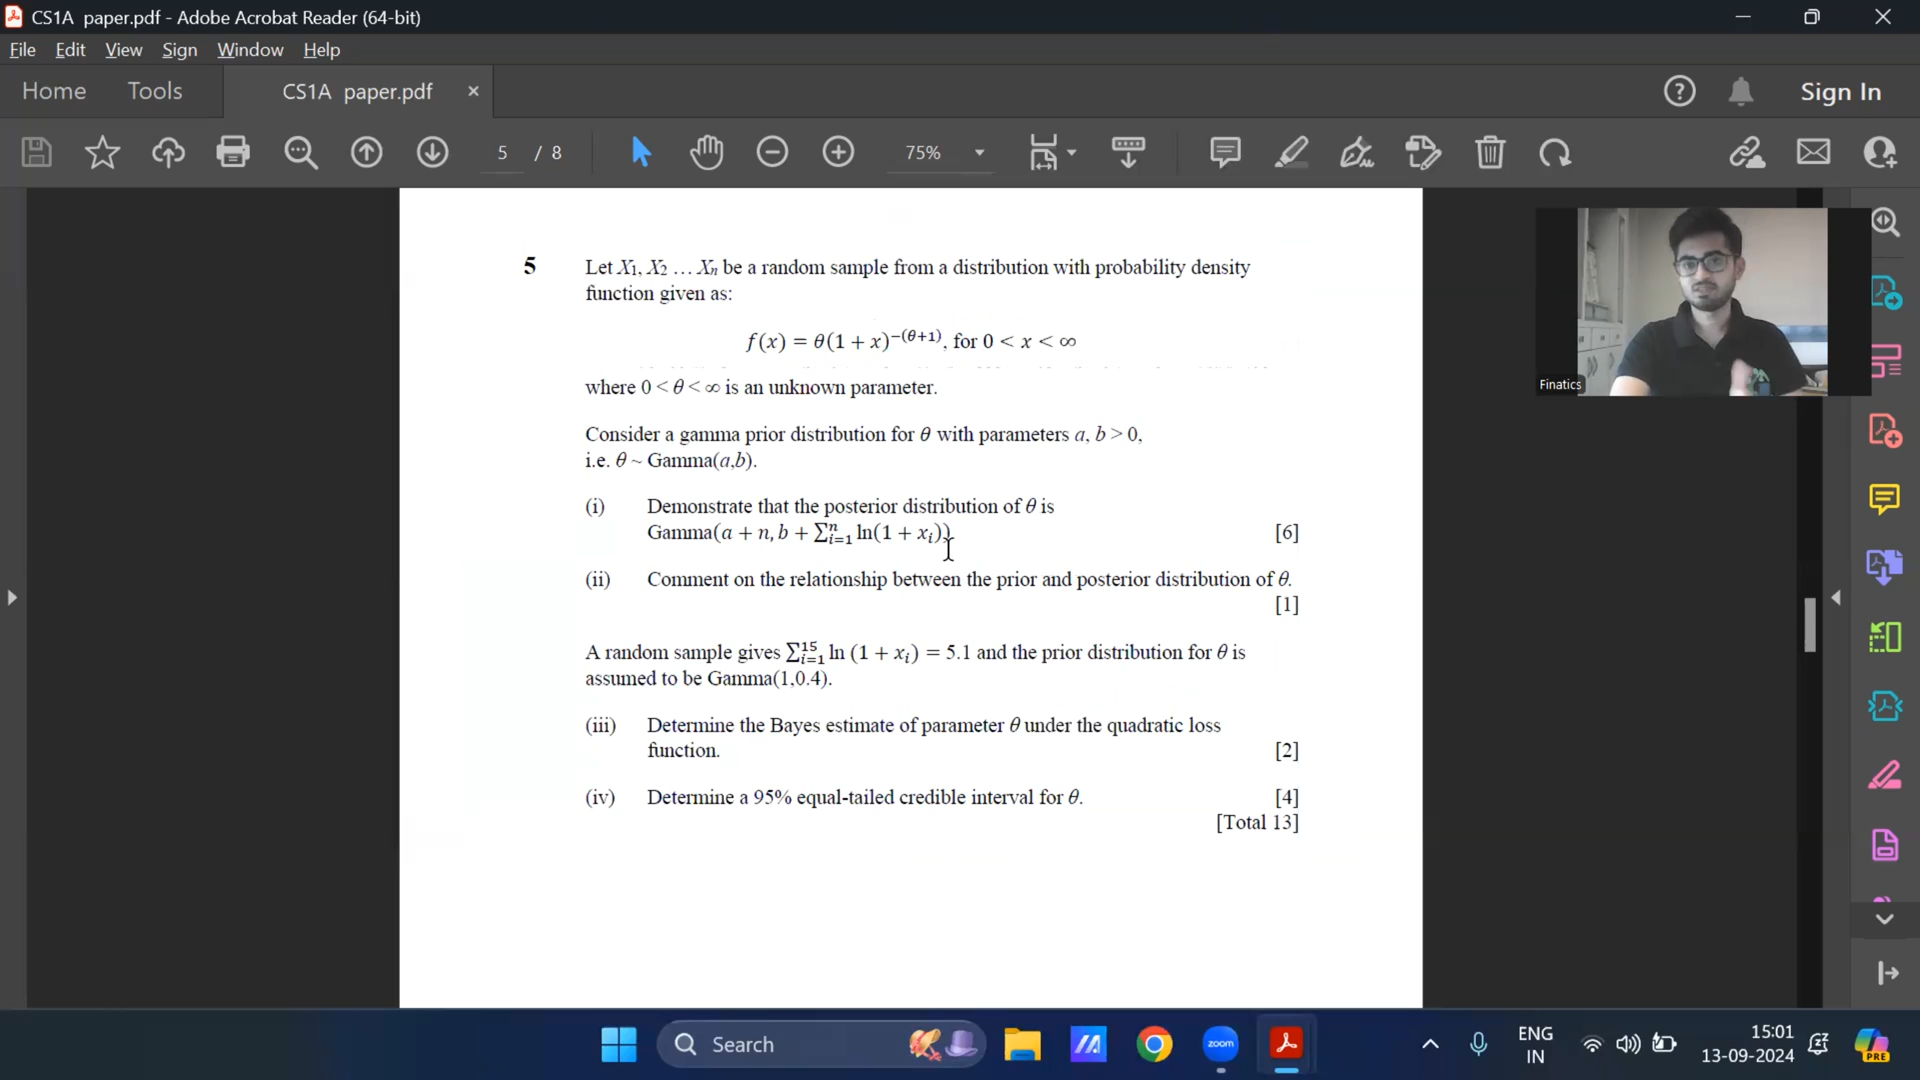 CS1A paper.pdf - Adobe Acrobat Reader (64-bit)
File Edit View Sign Window Help
Home Tools CS1A paper.pdf × Sign In
5 / 8 75%
5 Let X₁, X₂ … Xₙ be a random sample from a distribution with probability density
function given as:
f(x) = θ(1 + x)^−(θ+1), for 0 < x < ∞
where 0 < θ < ∞ is an unknown parameter.
Consider a gamma prior distribution for θ with parameters a, b > 0,
i.e. θ ~ Gamma(a,b).
(i) Demonstrate that the posterior distribution of θ is
Gamma(a + n, b + ∑ⁿᵢ₌₁ ln(1 + xᵢ)) [6]
(ii) Comment on the relationship between the prior and posterior distribution of θ.
[1]
A random sample gives ∑¹⁵ᵢ₌₁ ln (1 + xᵢ) = 5.1 and the prior distribution for θ is
assumed to be Gamma(1,0.4).
(iii) Determine the Bayes estimate of parameter θ under the quadratic loss
function. [2]
(iv) Determine a 95% equal-tailed credible interval for θ. [4]
[Total 13]
Finatics
Search
zoom
ENG
IN
15:01
13-09-2024
PRE